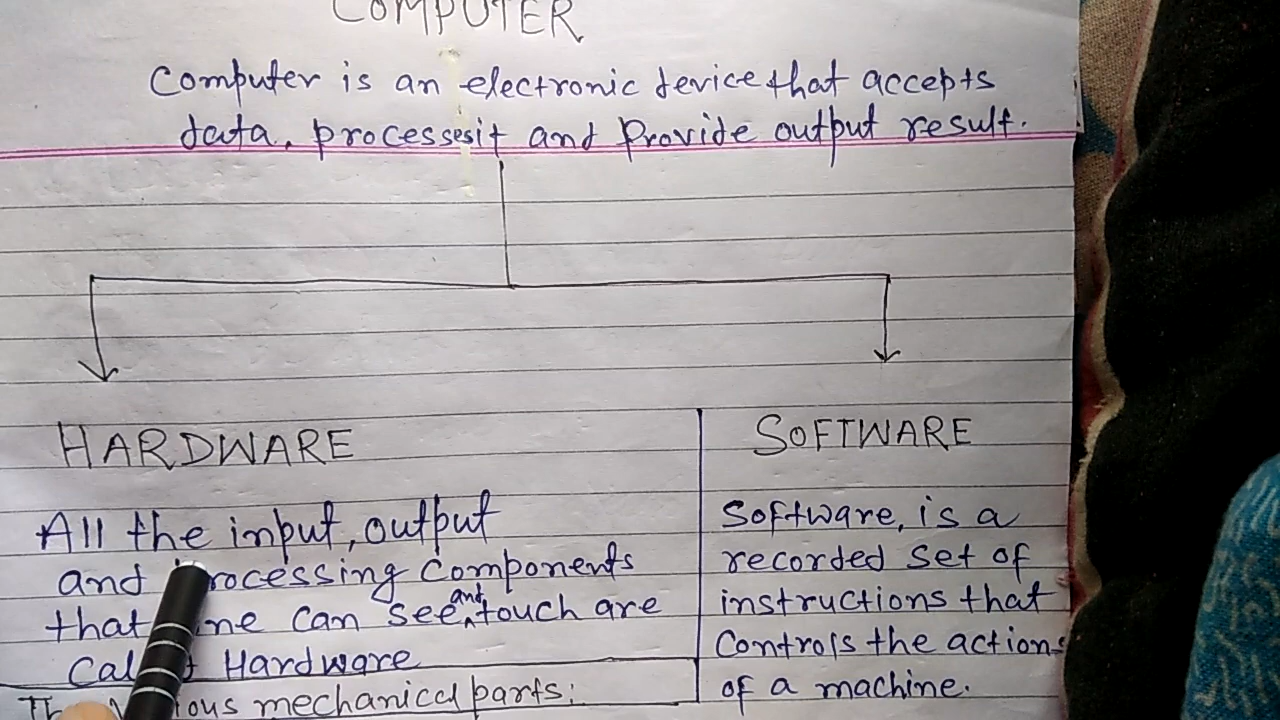 COMPUTER
Computer is an electronic device that accepts
data, processes it and Provide output result.
HARDWARE
All the input, output
and processing Components
that one can see and touch are
Hardware
mechanical parts:
SOFTWARE
Software, is a
recorded set of
instructions that
Controls the actions
of a machine.